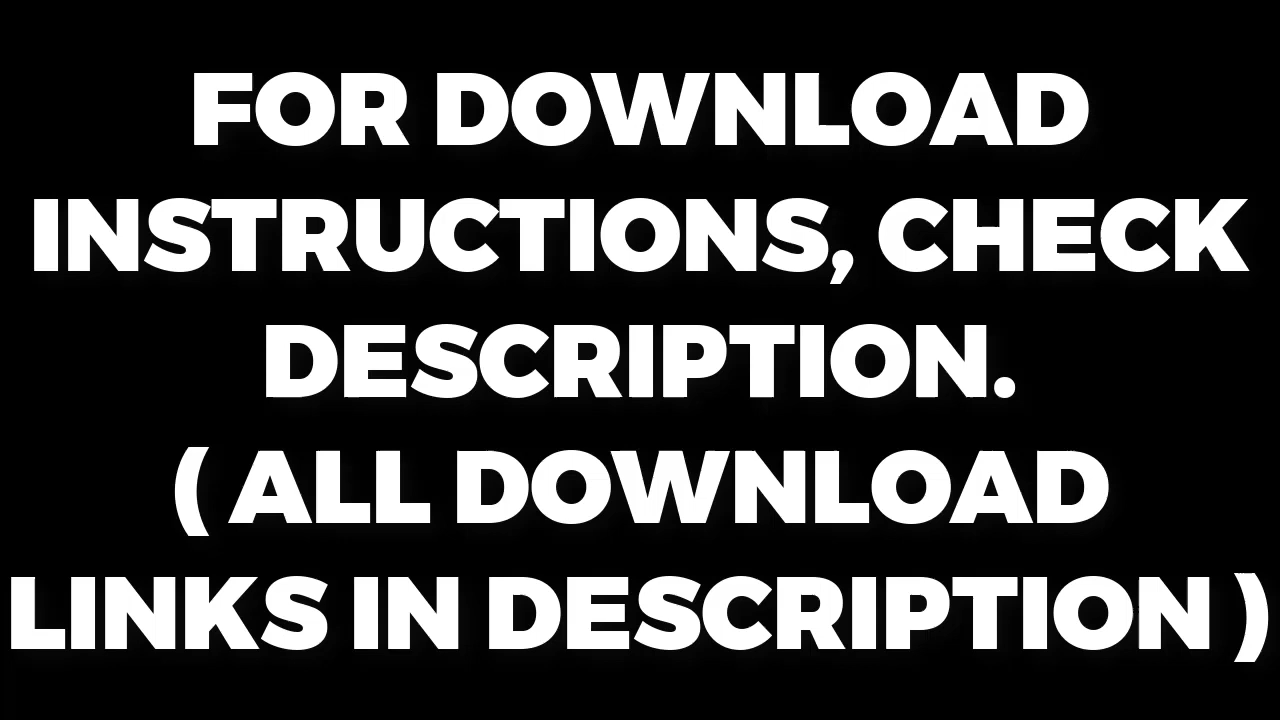 FOR DOWNLOAD
INSTRUCTIONS, CHECK
DESCRIPTION.
( ALL DOWNLOAD
LINKS IN DESCRIPTION )